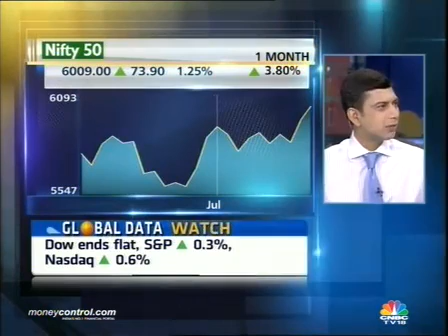 Nifty 50
1 MONTH
6009.00 ▲ 73.90 1.25% ▲ 3.80%
6093
5547
Jul
GLOBAL DATA WATCH
Dow ends flat, S&P ▲ 0.3%,
Nasdaq ▲ 0.6%
moneycontrol.com
CNBC
TV18